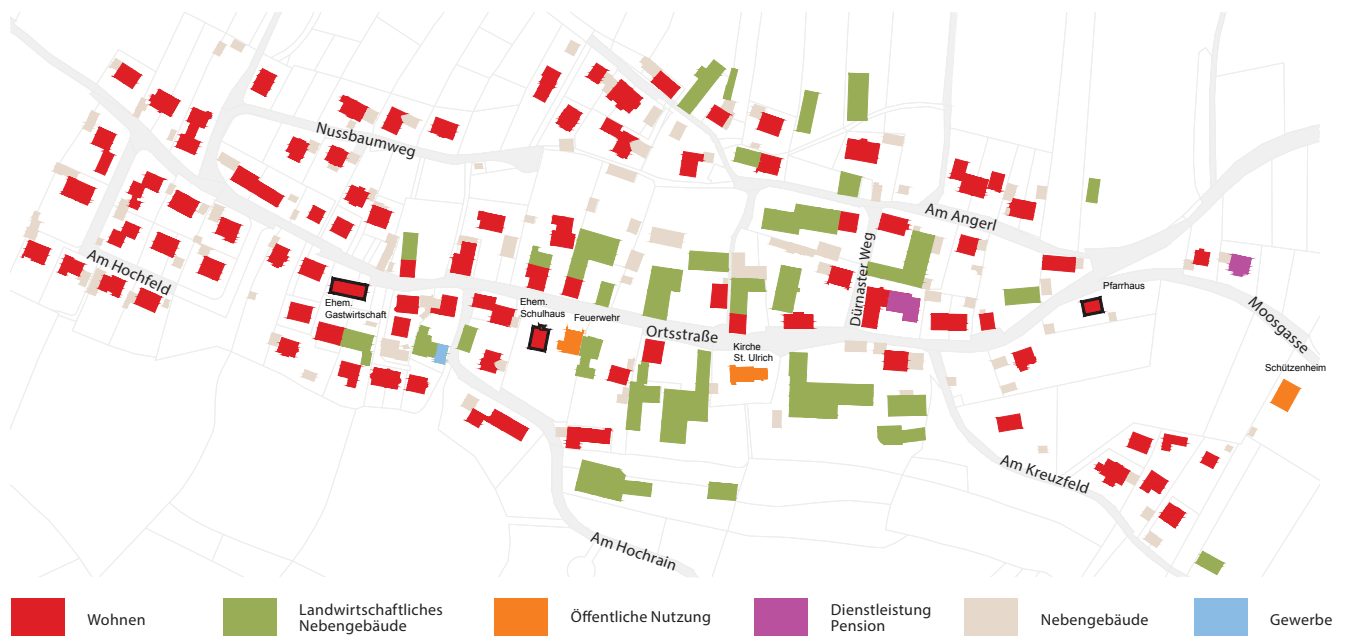 Nussbaumweg
Am Hochfeld
Ehem.
Gastwirtschaft
Ehem.
Schulhaus
Feuerwehr
Ortsstraße
Kirche
St. Ulrich
Dürnaster Weg
Am Angerl
Pfarrhaus
Moosgasse
Schützenheim
Am Kreuzfeld
Am Hochrain
Wohnen
Landwirtschaftliches
Nebengebäude
Öffentliche Nutzung
Dienstleistung
Pension
Nebengebäude
Gewerbe